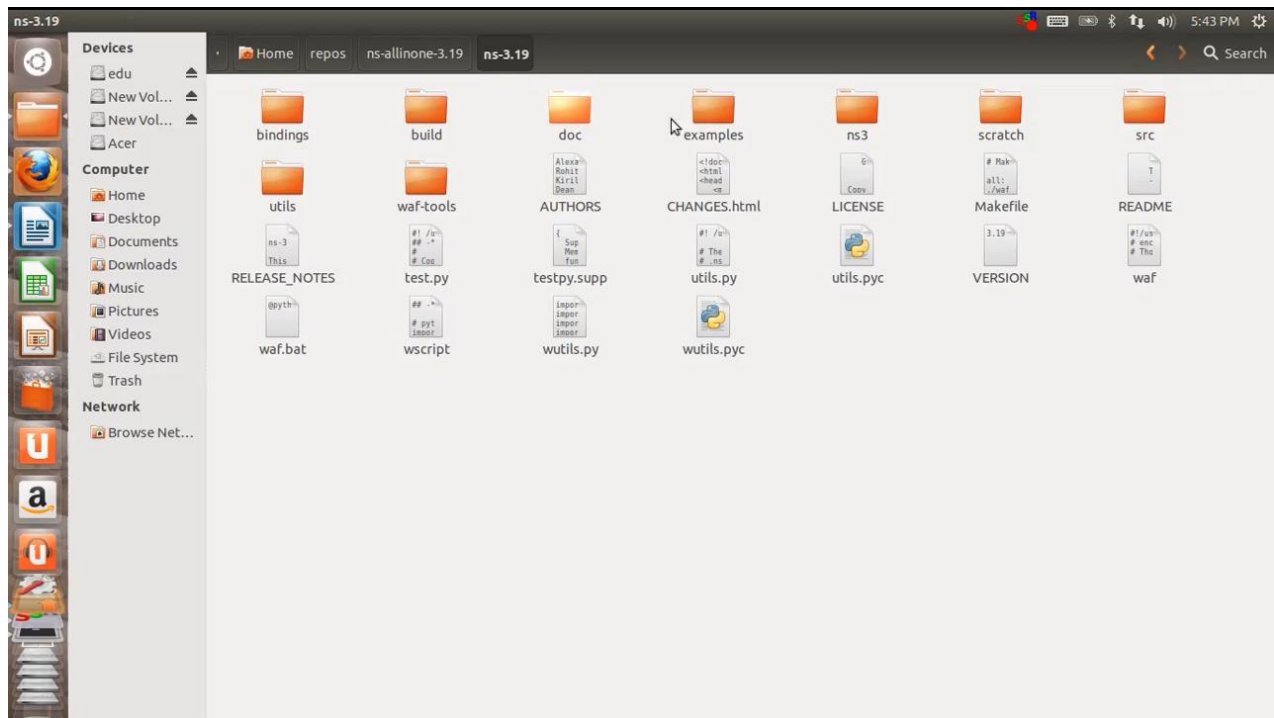 ns-3.19
5:43 PM
Devices
edu
New Vol...
New Vol...
Acer
Computer
Home
Desktop
Documents
Downloads
Music
Pictures
Videos
File System
Trash
Network
Browse Net...
Home repos ns-allinone-3.19 ns-3.19 Search
bindings build doc examples ns3 scratch src
utils waf-tools AUTHORS CHANGES.html LICENSE Makefile README
RELEASE_NOTES test.py testpy.supp utils.py utils.pyc VERSION waf
waf.bat wscript wutils.py wutils.pyc